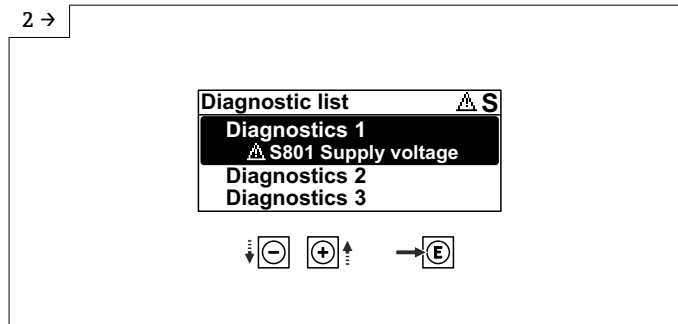 2 →
Diagnostic list ⚠ S
Diagnostics 1
⚠ S801 Supply voltage
Diagnostics 2
Diagnostics 3
− + E